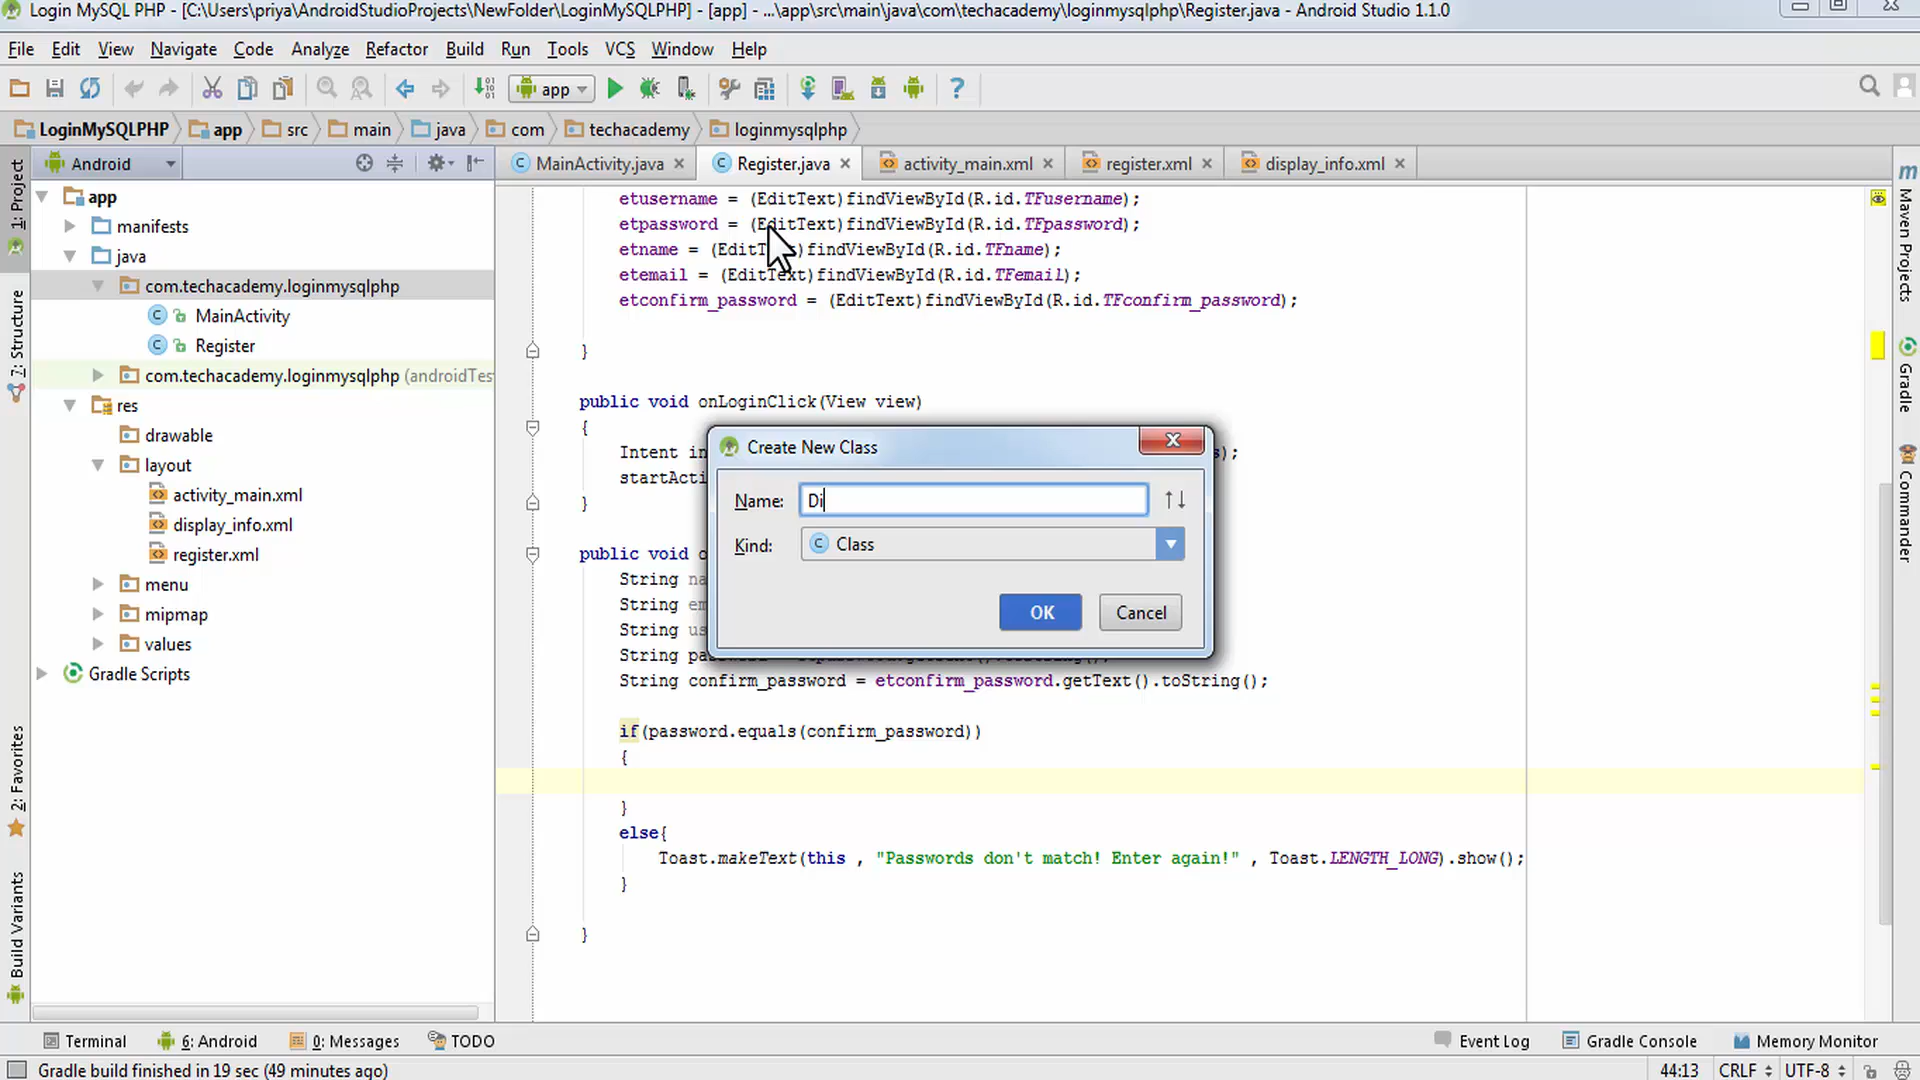 Login MySQL PHP - [C:\Users\priya\AndroidStudioProjects\NewFolder\LoginMySQLPHP] - [app] - ...\app\src\main\java\com\techacademy\loginmysqlphp\Register.java - Android Studio 1.1.0
File Edit View Navigate Code Analyze Refactor Build Run Tools VCS Window Help
app
LoginMySQLPHP app src main java com techacademy loginmysqlphp
Android
MainActivity.java Register.java activity_main.xml register.xml display_info.xml
1: Project
7: Structure
2: Favorites
Build Variants
app
manifests
java
com.techacademy.loginmysqlphp
MainActivity
Register
com.techacademy.loginmysqlphp (androidTes
res
drawable
layout
activity_main.xml
display_info.xml
register.xml
menu
mipmap
values
Gradle Scripts
etusername = (EditText)findViewById(R.id.TFusername);
etpassword = (EditText)findViewById(R.id.TFpassword);
etname = (EditText)findViewById(R.id.TFname);
etemail = (EditText)findViewById(R.id.TFemail);
etconfirm_password = (EditText)findViewById(R.id.TFconfirm_password);
}
public void onLoginClick(View view)
{
Intent in );
startActi
}
public void o
String na
String em
String us
String pa
String confirm_password = etconfirm_password.getText().toString();
if(password.equals(confirm_password))
{
}
else{
Toast.makeText(this , "Passwords don't match! Enter again!" , Toast.LENGTH_LONG).show();
}
}
Create New Class
Name: Di
Kind: Class
OK Cancel
m Maven Projects
Gradle
Commander
Terminal 6: Android 0: Messages TODO Event Log Gradle Console Memory Monitor
Gradle build finished in 19 sec (49 minutes ago) 44:13 CRLF UTF-8